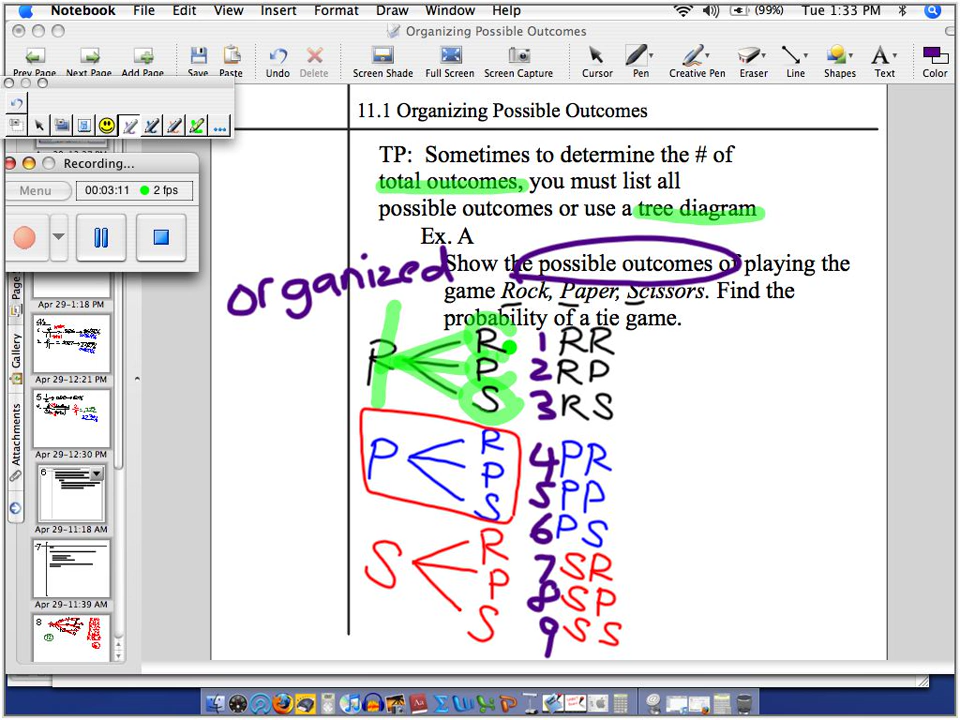 Notebook File Edit View Insert Format Draw Window Help (99%) Tue 1:33 PM
Organizing Possible Outcomes
Prev Page Next Page Add Page Save Paste Undo Delete Screen Shade Full Screen Screen Capture Cursor Pen Creative Pen Eraser Line Shapes Text Color
Recording...
Menu 00:03:11 2 fps
Page
Gallery
Attachments
Apr 29-1:18 PM
Apr 29-12:21 PM
5
Apr 29-12:30 PM
6
Apr 29-11:18 AM
7
Apr 29-11:39 AM
8
11.1 Organizing Possible Outcomes
TP: Sometimes to determine the # of
total outcomes, you must list all
possible outcomes or use a tree diagram
Ex. A
organized
Show the possible outcomes of playing the
game Rock, Paper, Scissors. Find the
probability of a tie game.
R R 1 RR
P 2 RP
S 3 RS
P R 4 PR
P 5 PP
S 6 PS
S R 7 SR
P 8 SP
S 9 SS